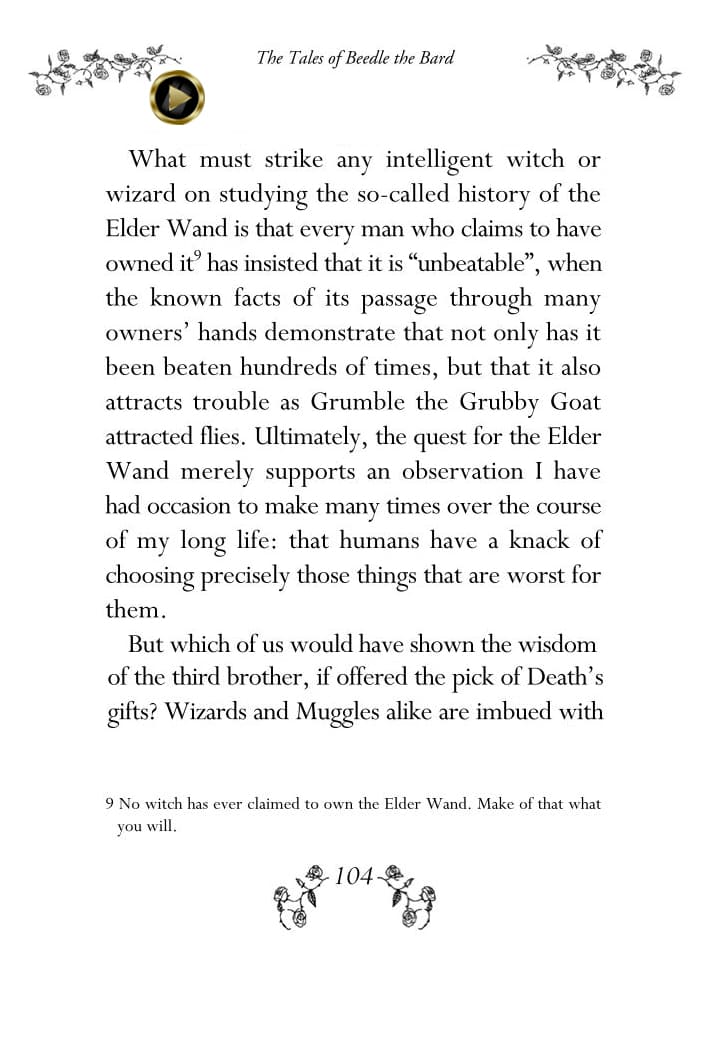 The Tales of Beedle the Bard
What must strike any intelligent witch or
wizard on studying the so-called history of the
Elder Wand is that every man who claims to have
owned it⁹ has insisted that it is “unbeatable”, when
the known facts of its passage through many
owners’ hands demonstrate that not only has it
been beaten hundreds of times, but that it also
attracts trouble as Grumble the Grubby Goat
attracted flies. Ultimately, the quest for the Elder
Wand merely supports an observation I have
had occasion to make many times over the course
of my long life: that humans have a knack of
choosing precisely those things that are worst for
them.
But which of us would have shown the wisdom
of the third brother, if offered the pick of Death’s
gifts? Wizards and Muggles alike are imbued with
9 No witch has ever claimed to own the Elder Wand. Make of that what
you will.
104